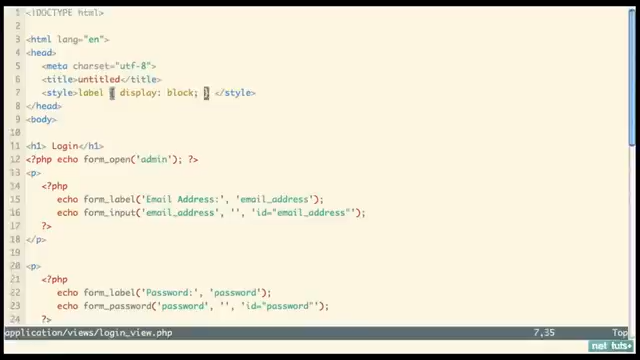 1 <!DOCTYPE html>
2
3 <html lang="en">
4 <head>
5 <meta charset="utf-8">
6 <title>untitled</title>
7 <style>label { display: block; } </style>
8 </head>
9 <body>
10
11 <h1> Login</h1>
12 <?php echo form_open('admin'); ?>
13 <p>
14 <?php
15 echo form_label('Email Address:', 'email_address');
16 echo form_input('email_address', '', 'id="email_address"');
17 ?>
18 </p>
19
20 <p>
21 <?php
22 echo form_label('Password:', 'password');
23 echo form_password('password', '', 'id="password"');
24 ?>
application/views/login_view.php 7,35 Top
net tuts+